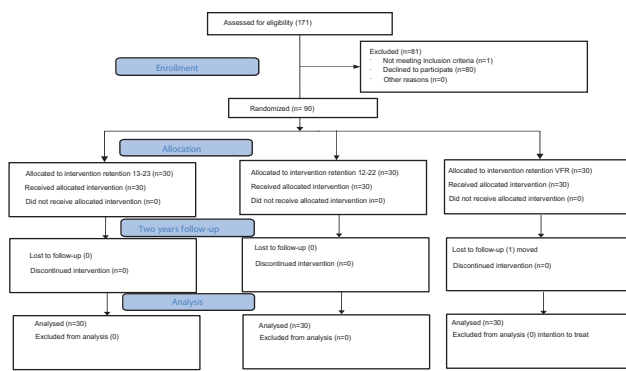 Assessed for eligibility (171)
Excluded (n=81)
· Not meeting inclusion criteria (n=1)
· Declined to participate (n=80)
· Other reasons (n=0)
Enrollment
Randomized (n= 90)
Allocation
Allocated to intervention retention 13-23 (n=30)
Received allocated intervention (n=30)
Did not receive allocated intervention (n=0)
Allocated to intervention retention 12-22 (n=30)
Received allocated intervention (n=30)
Did not receive allocated intervention in=0)
Allocated to intervention retention VFR (n=30)
Received allocated intervention (n=30)
Did not receive allocated intervention (n=0)
Two years follow-up
Lost to follow-up (0)
Discontinued intervention (n=0)
Lost to follow-up (0)
Discontinued intervention (n=0)
Lost to follow-up (1) moved
Discontinued intervention (n=0)
Analysis
Analysed (n=30)
Excluded from analysis (0)
Analysed (n=30)
Excluded from analysis (n=0)
Analysed (n=30)
Excluded from analysis (0) intention to treat